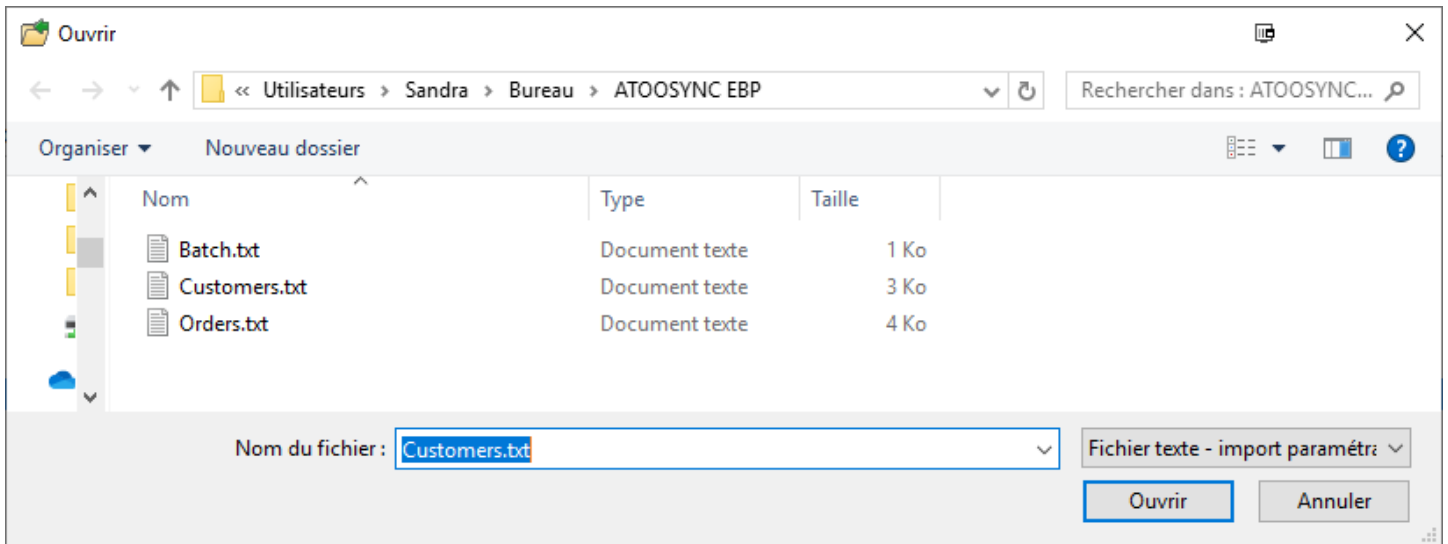 Ouvrir
« Utilisateurs > Sandra > Bureau > ATOOSYNC EBP
Rechercher dans : ATOOSYNC...
Organiser Nouveau dossier
?
Nom Type Taille
Batch.txt Document texte 1 Ko
Customers.txt Document texte 3 Ko
Orders.txt Document texte 4 Ko
Nom du fichier : Customers.txt Fichier texte - import paramétra
Ouvrir Annuler